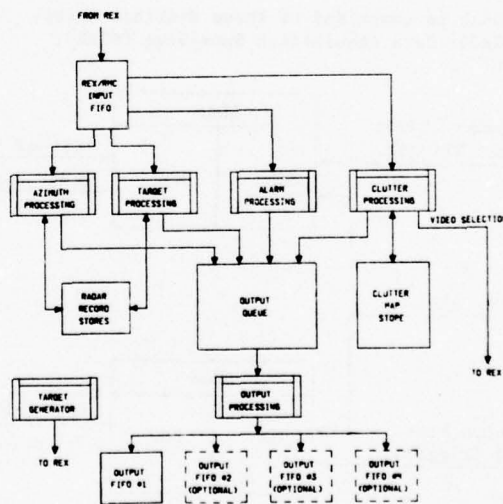 FROM REX
REX/RMC
INPUT
FIFO
AZIMUTH
PROCESSING
TARGET
PROCESSING
ALARM
PROCESSING
CLUTTER
PROCESSING
VIDEO SELECTION
RADAR
RECORD
STORES
OUTPUT
QUEUE
CLUTTER
MAP
STOPE
TO REX
TARGET
GENERATOR
OUTPUT
PROCESSING
TO REX
OUTPUT
FIFO #1
OUTPUT
FIFO #2
(OPTIONAL)
OUTPUT
FIFO #3
(OPTIONAL)
OUTPUT
FIFO #4
(OPTIONAL)